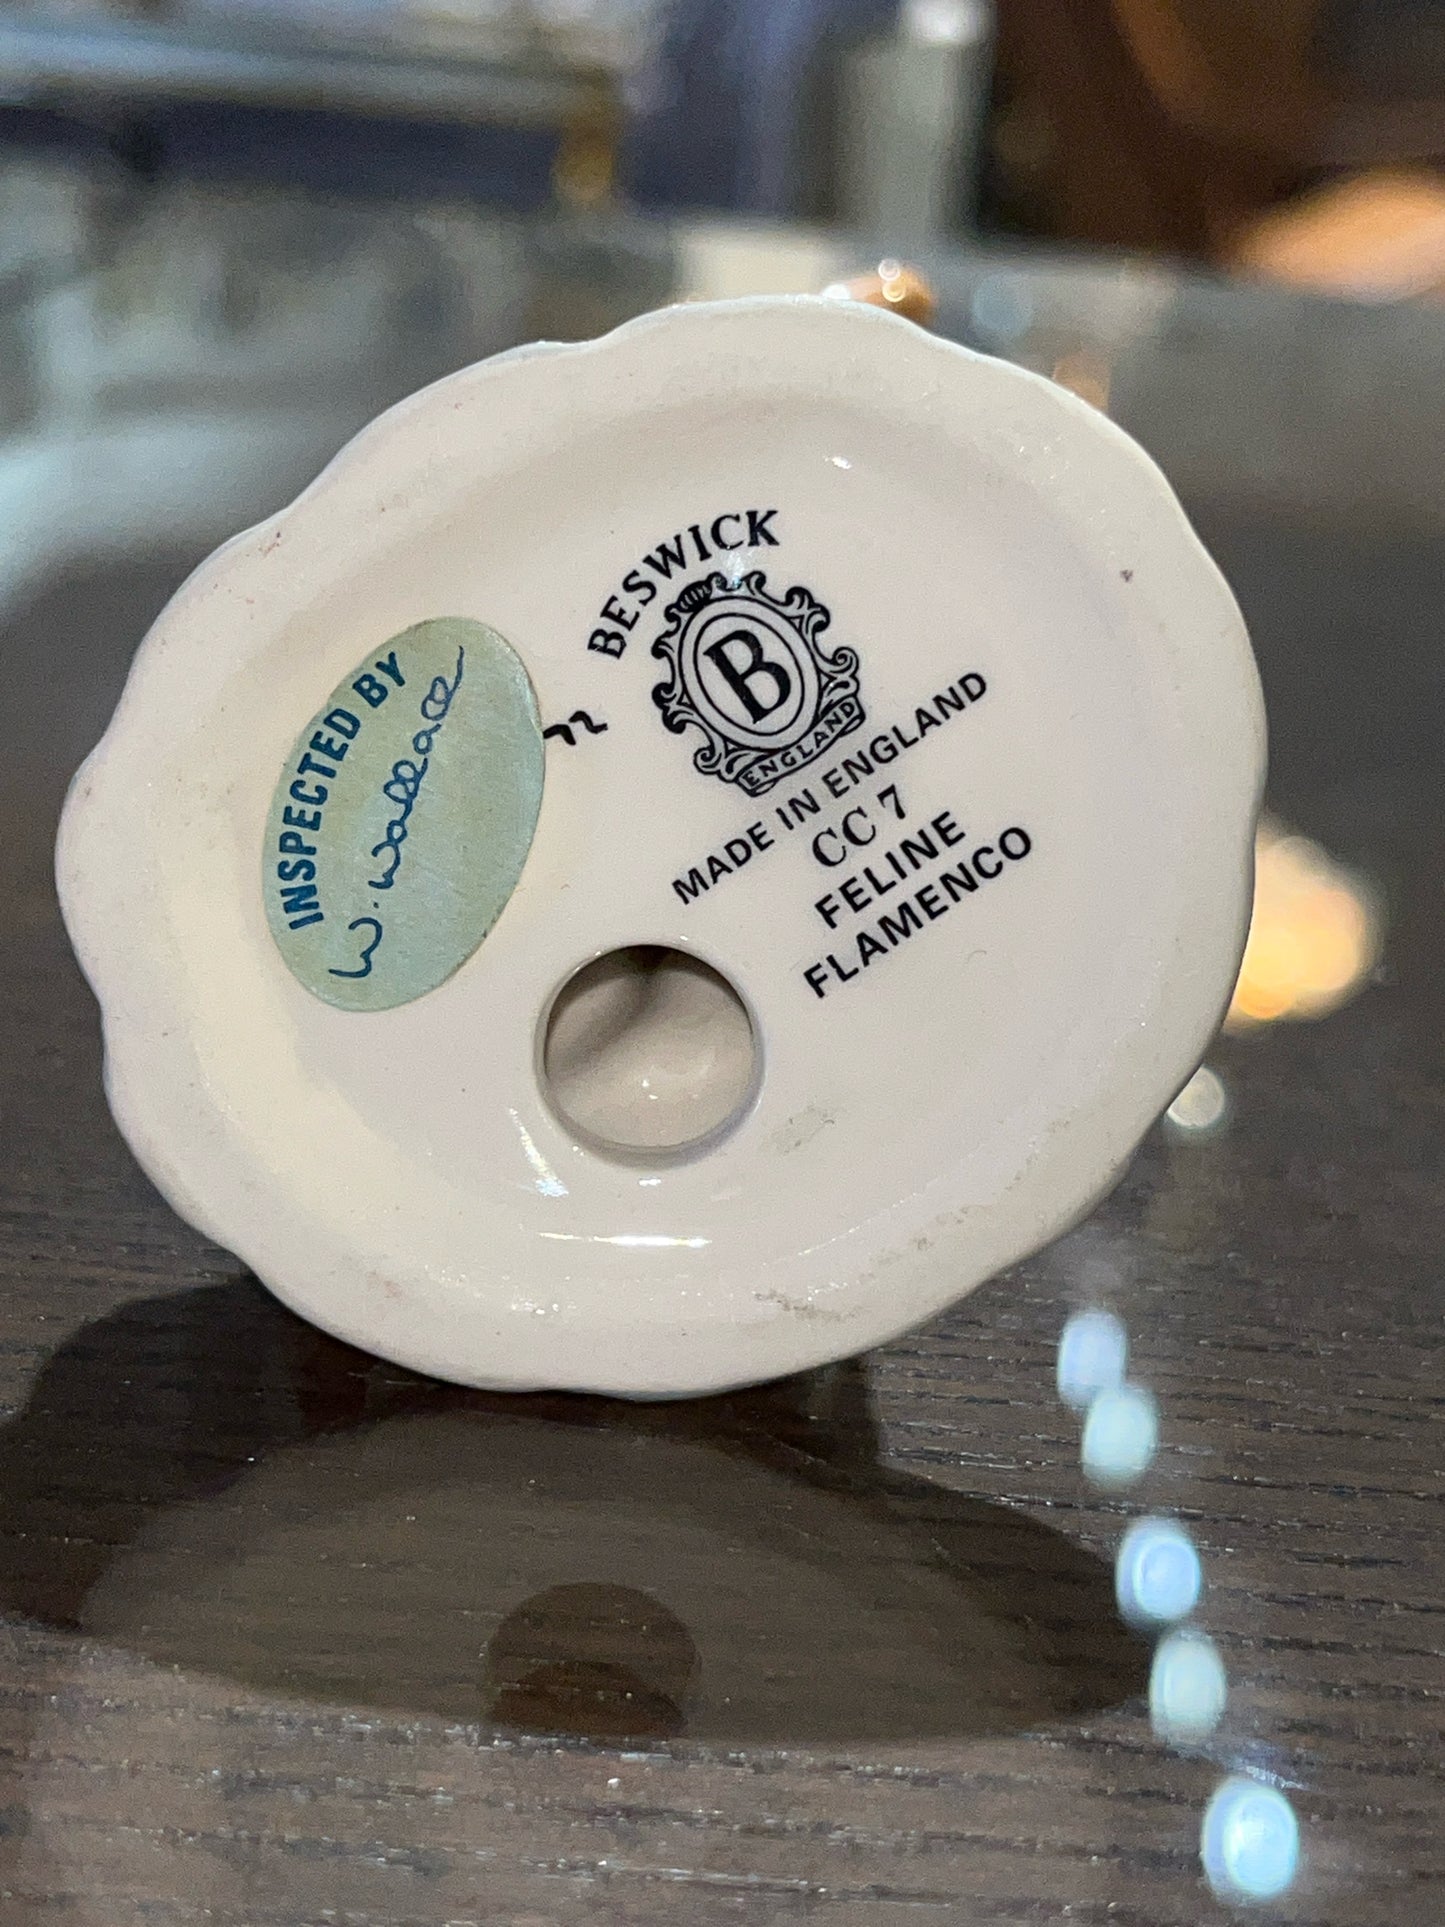 BESWICK
B
ENGLAND
MADE IN ENGLAND
CC 7
FELINE
FLAMENCO
INSPECTED BY
W. Wallace